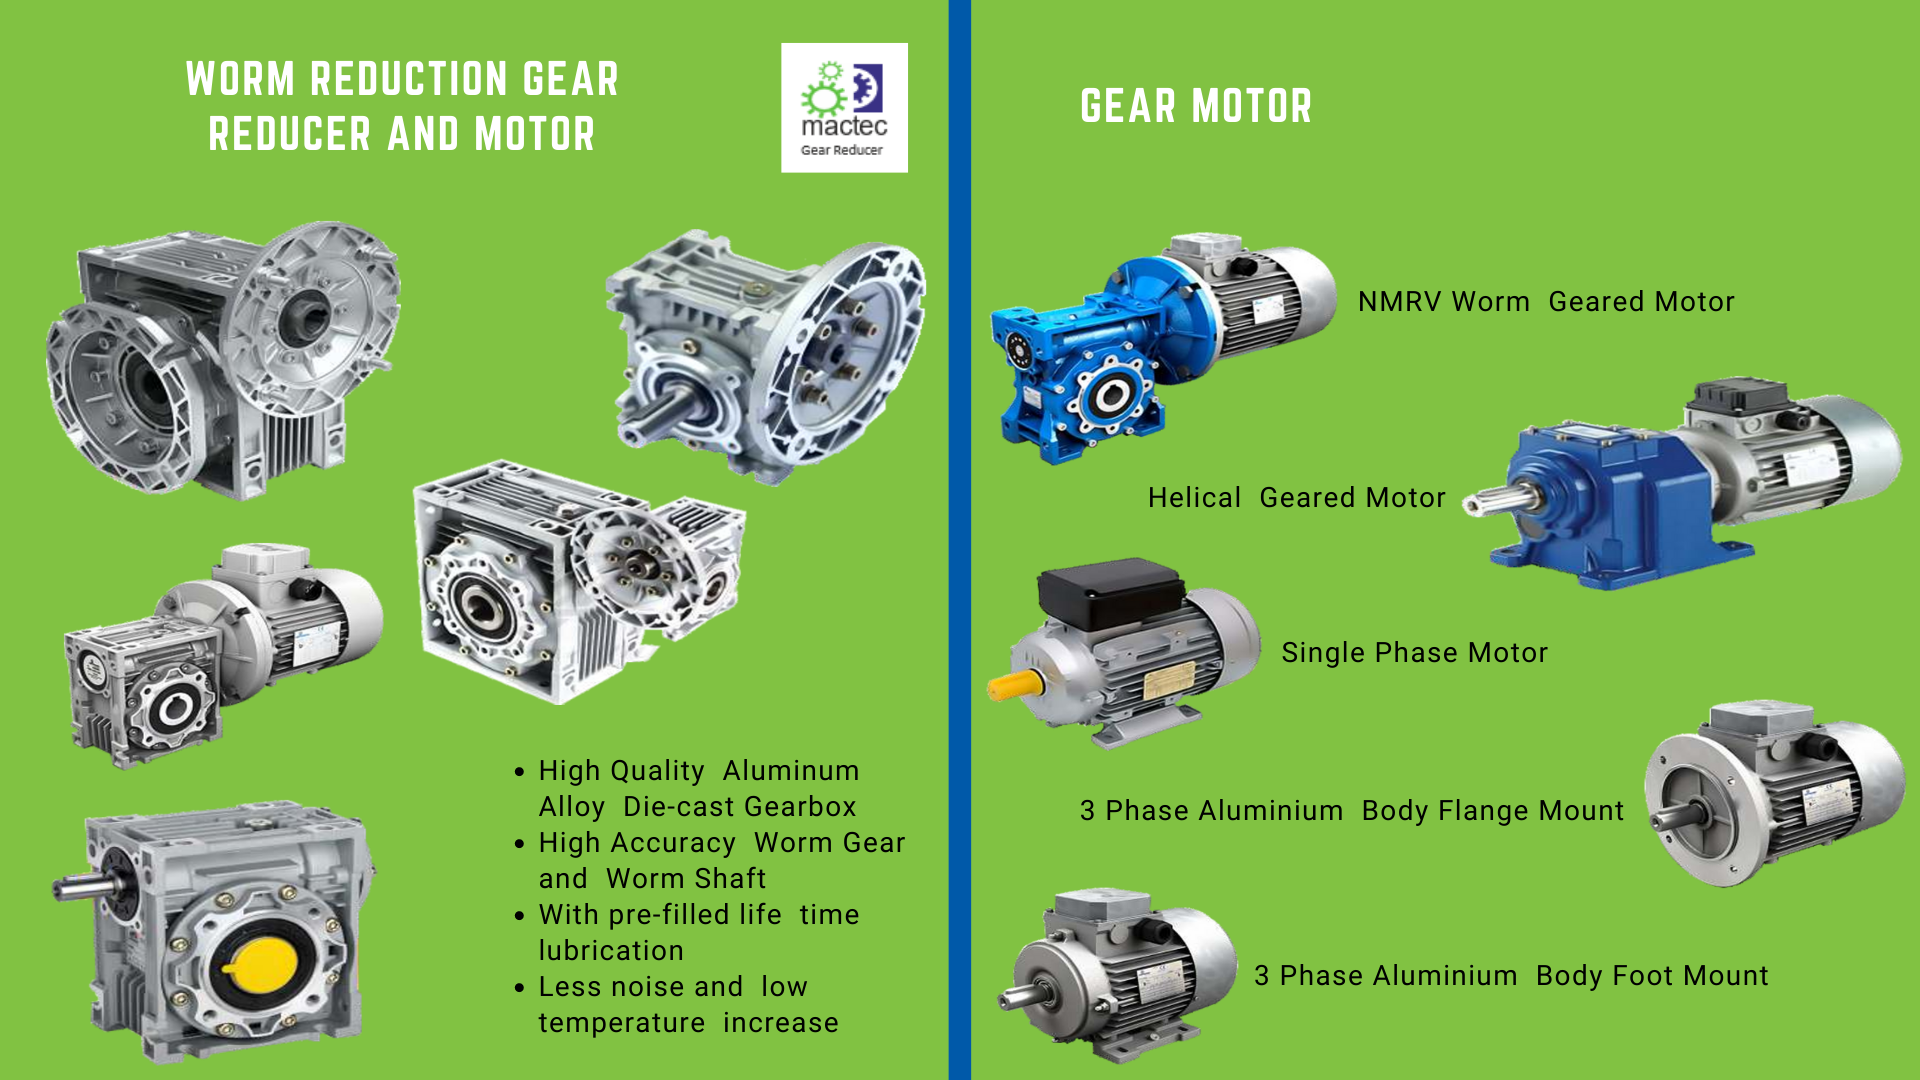 WORM REDUCTION GEAR
REDUCER AND MOTOR
mactec
Gear Reducer
• High Quality Aluminum
Alloy Die-cast Gearbox
• High Accuracy Worm Gear
and Worm Shaft
• With pre-filled life time
lubrication
• Less noise and low
temperature increase
GEAR MOTOR
NMRV Worm Geared Motor
Helical Geared Motor
Single Phase Motor
3 Phase Aluminium Body Flange Mount
3 Phase Aluminium Body Foot Mount